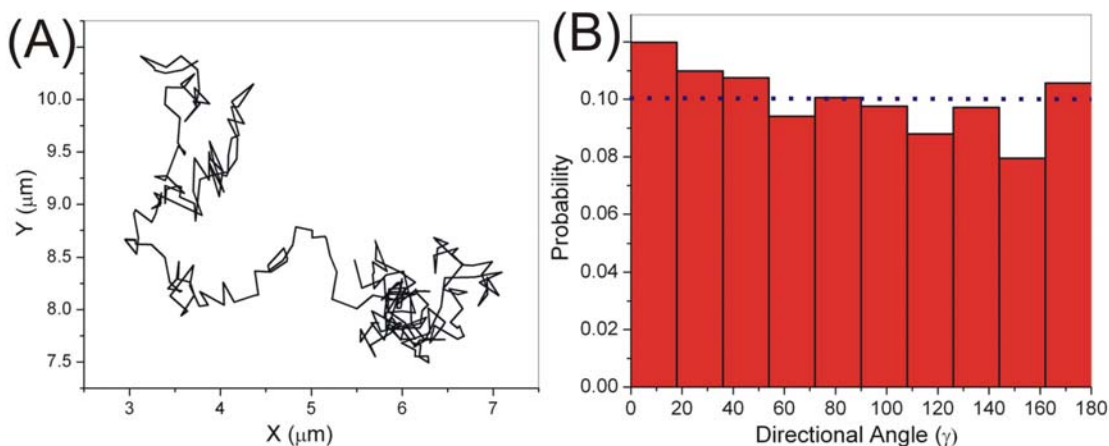 (A)
Y (μm)
10.0
9.5
9.0
8.5
8.0
7.5
3 4 5 6 7
X (μm)
(B)
Probability
0.10
0.08
0.06
0.04
0.02
0.00
0 20 40 60 80 100 120 140 160 180
Directional Angle (γ)